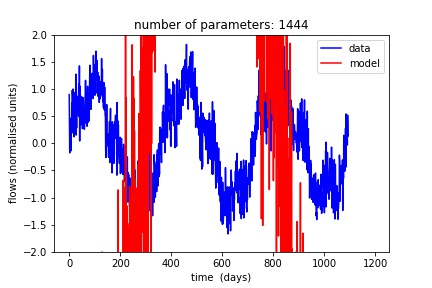 number of parameters: 1444
data
model
flows (normalised units)
2.0
1.5
1.0
0.5
0.0
−0.5
−1.0
−1.5
−2.0
0 200 400 600 800 1000 1200
time (days)